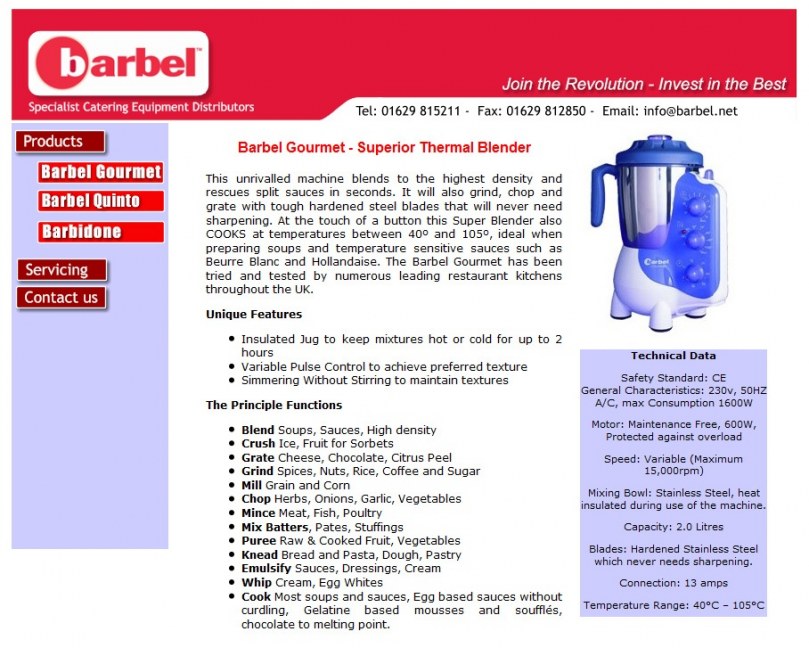 barbel™
Specialist Catering Equipment Distributors
Join the Revolution - Invest in the Best
Tel: 01629 815211 - Fax: 01629 812850 - Email: info@barbel.net
Products
Barbel Gourmet
Barbel Quinto
Barbidone
Servicing
Contact us
Barbel Gourmet - Superior Thermal Blender
This unrivalled machine blends to the highest density and
rescues split sauces in seconds. It will also grind, chop and
grate with tough hardened steel blades that will never need
sharpening. At the touch of a button this Super Blender also
COOKS at temperatures between 40º and 105º, ideal when
preparing soups and temperature sensitive sauces such as
Beurre Blanc and Hollandaise. The Barbel Gourmet has been
tried and tested by numerous leading restaurant kitchens
throughout the UK.
Unique Features
• Insulated Jug to keep mixtures hot or cold for up to 2
hours
• Variable Pulse Control to achieve preferred texture
• Simmering Without Stirring to maintain textures
The Principle Functions
• Blend Soups, Sauces, High density
• Crush Ice, Fruit for Sorbets
• Grate Cheese, Chocolate, Citrus Peel
• Grind Spices, Nuts, Rice, Coffee and Sugar
• Mill Grain and Corn
• Chop Herbs, Onions, Garlic, Vegetables
• Mince Meat, Fish, Poultry
• Mix Batters, Pates, Stuffings
• Puree Raw & Cooked Fruit, Vegetables
• Knead Bread and Pasta, Dough, Pastry
• Emulsify Sauces, Dressings, Cream
• Whip Cream, Egg Whites
• Cook Most soups and sauces, Egg based sauces without
curdling, Gelatine based mousses and soufflés,
chocolate to melting point.
barbel
Technical Data
Safety Standard: CE
General Characteristics: 230v, 50HZ
A/C, max Consumption 1600W
Motor: Maintenance Free, 600W,
Protected against overload
Speed: Variable (Maximum
15,000rpm)
Mixing Bowl: Stainless Steel, heat
insulated during use of the machine.
Capacity: 2.0 Litres
Blades: Hardened Stainless Steel
which never needs sharpening.
Connection: 13 amps
Temperature Range: 40°C – 105°C